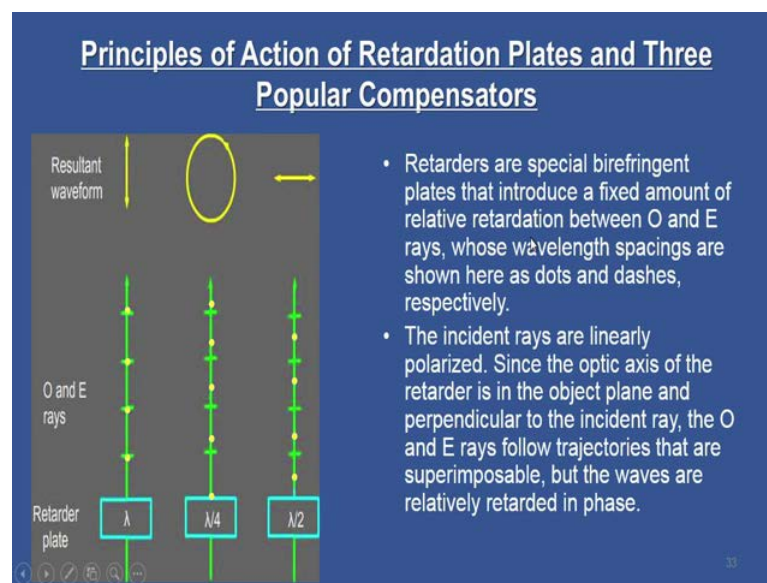 Principles of Action of Retardation Plates and Three
Popular Compensators
Resultant
waveform
O and E
rays
Retarder
plate
λ
λ/4
λ/2
• Retarders are special birefringent
plates that introduce a fixed amount of
relative retardation between O and E
rays, whose wavelength spacings are
shown here as dots and dashes,
respectively.
• The incident rays are linearly
polarized. Since the optic axis of the
retarder is in the object plane and
perpendicular to the incident ray, the O
and E rays follow trajectories that are
superimposable, but the waves are
relatively retarded in phase.
33